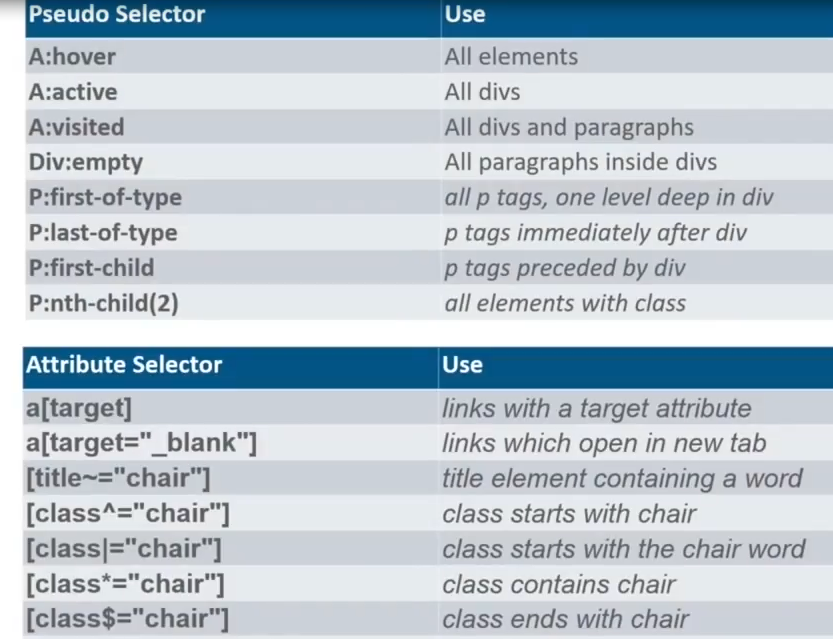 Pseudo Selector Use
A:hover All elements
A:active All divs
A:visited All divs and paragraphs
Div:empty All paragraphs inside divs
P:first-of-type all p tags, one level deep in div
P:last-of-type p tags immediately after div
P:first-child p tags preceded by div
P:nth-child(2) all elements with class
Attribute Selector Use
a[target] links with a target attribute
a[target="_blank"] links which open in new tab
[title~="chair"] title element containing a word
[class^="chair"] class starts with chair
[class|="chair"] class starts with the chair word
[class*="chair"] class contains chair
[class$="chair"] class ends with chair